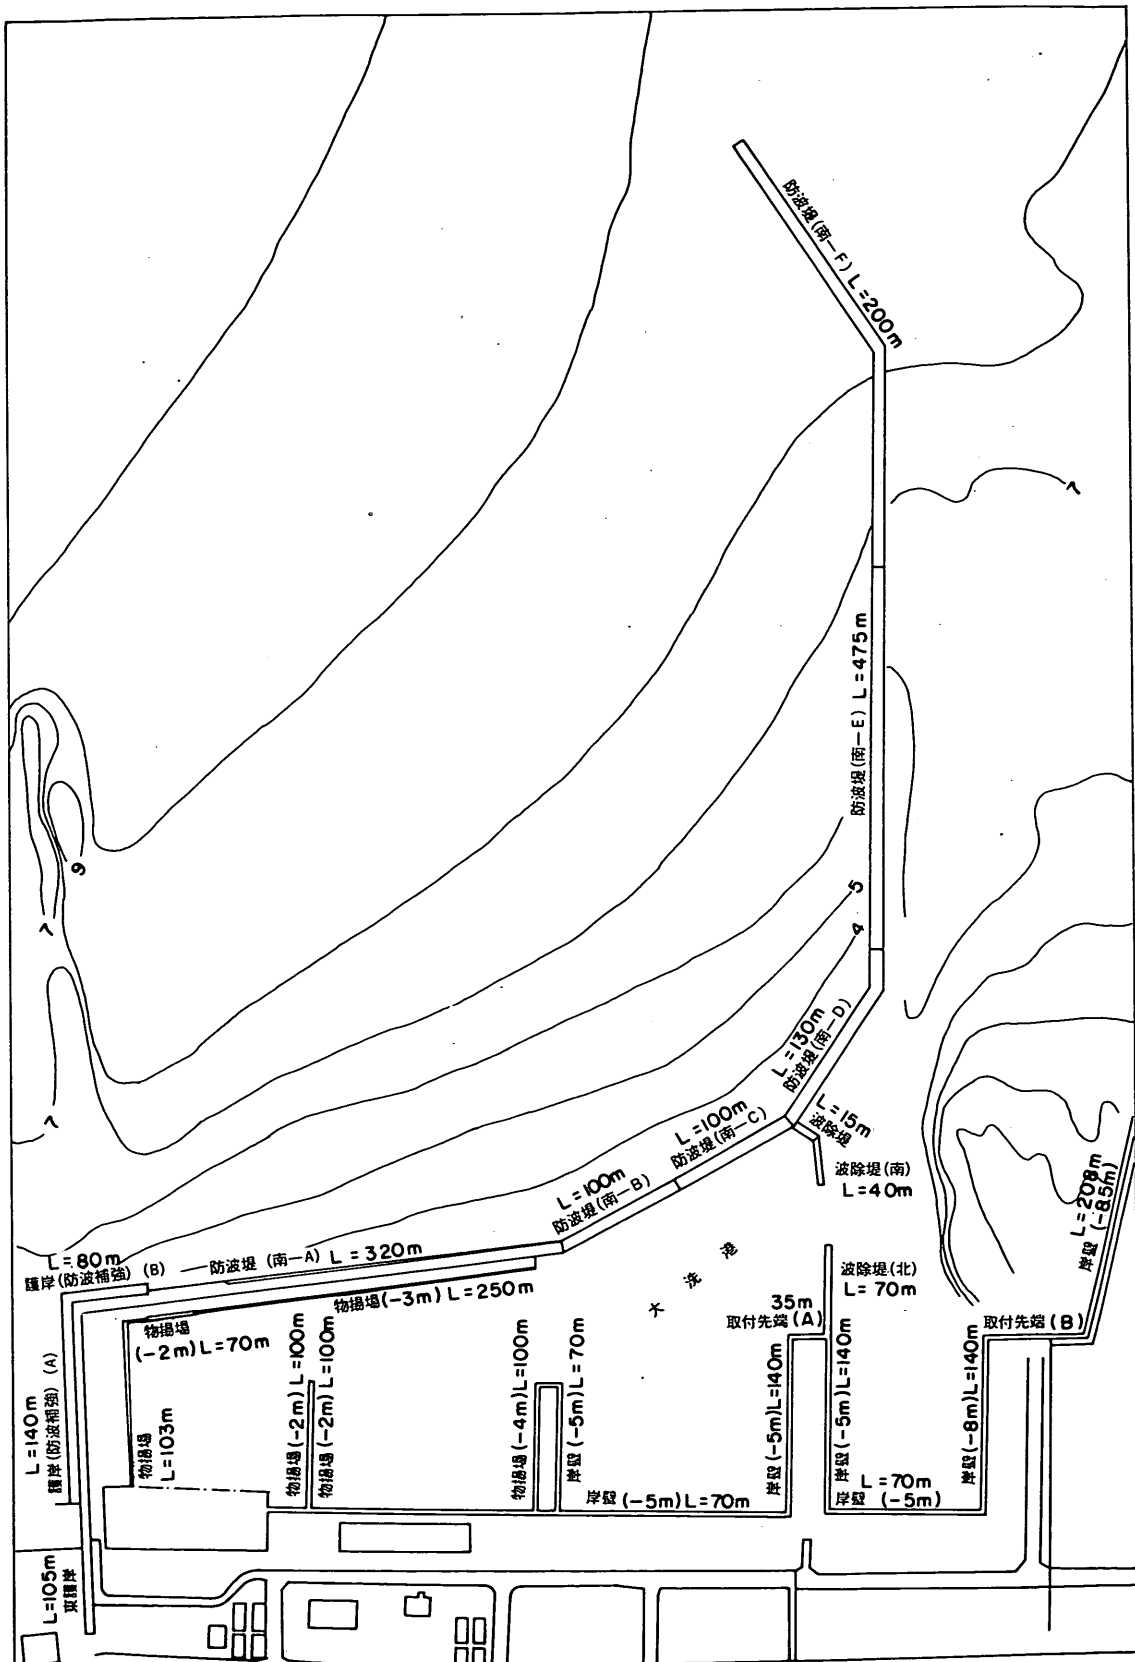 防波堤(南−F) L=200m
7
防波堤(南−E) L=475m
9
7
5
4
L=130m
防波堤(南−D)
7
L=100m
防波堤(南−C)
L=15m
波除堤
波除堤(南)
L=40m
L=100m
防波堤(南−B)
L=208m
岸壁 (-8.5m)
L=80m
護岸(防波補強) (B)
防波堤 (南−A) L=320m
大洗港
波除堤(北)
L=70m
物揚場(-3m) L=250m
35m
取付先端(A)
取付先端(B)
物揚場
(-2m) L=70m
物揚場(-2m) L=100m
物揚場(-2m) L=100m
物揚場(-4m) L=100m
岸壁(-5m) L=70m
岸壁(-5m) L=140m
岸壁(-5m) L=140m
岸壁(-8m) L=140m
L=140m
護岸(防波補強) (A)
物揚場
L=103m
岸壁 (-5m) L=70m
L=70m
岸壁 (-5m)
L=105m
東護岸